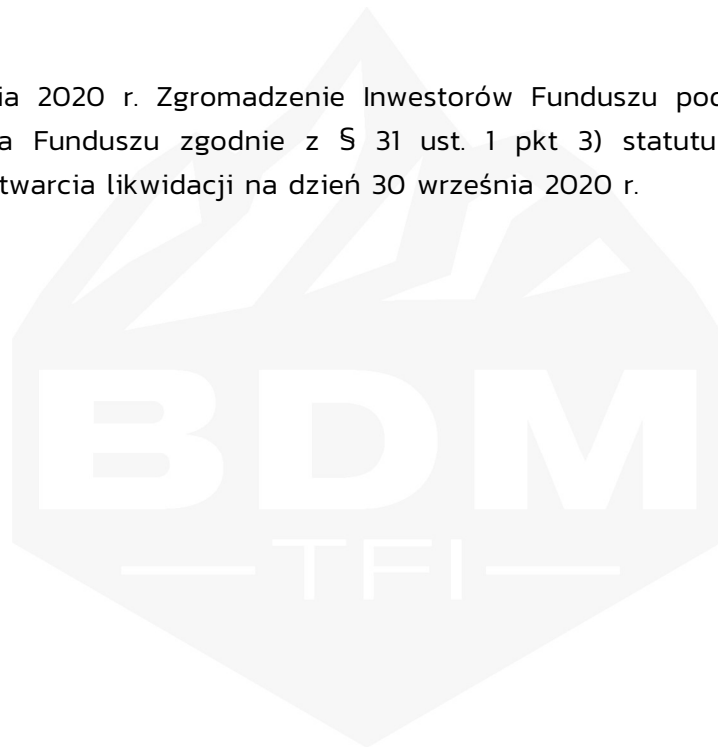 ia 2020 r. Zgromadzenie Inwestorów Funduszu pod
a Funduszu zgodnie z § 31 ust. 1 pkt 3) statutu
twarcia likwidacji na dzień 30 września 2020 r.
BDM
TFI